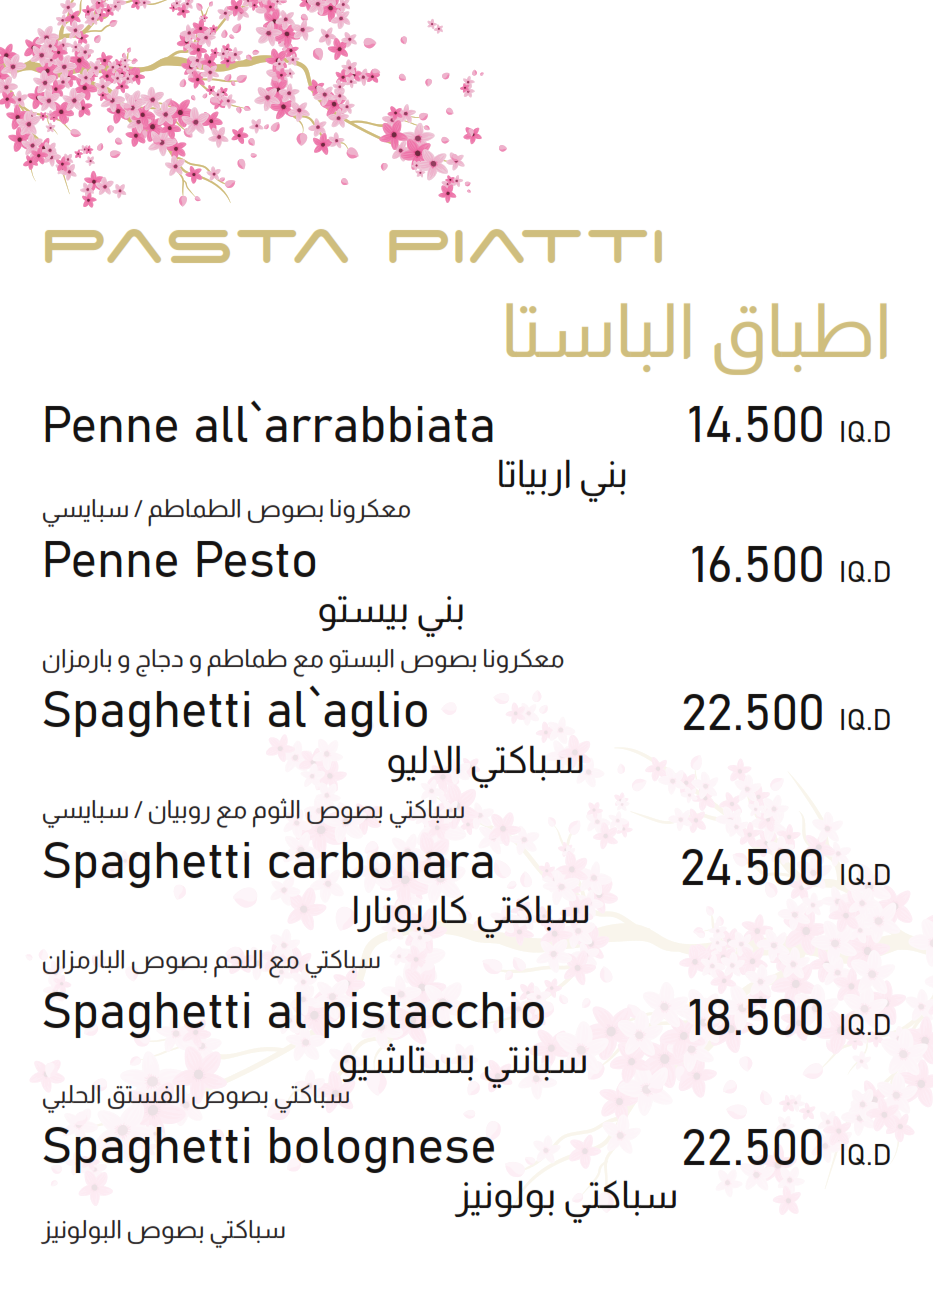 PASTA PIATTI
اطباق الباستا
Penne all`arrabbiata 14.500 IQ.D
بني اربياتا
معكرونا بصوص الطماطم / سبايسي
Penne Pesto 16.500 IQ.D
بني بيستو
معكرونا بصوص البستو مع طماطم و دجاج و بارمزان
Spaghetti al`aglio 22.500 IQ.D
سباكتي الاليو
سباكتي بصوص الثوم مع روبيان / سبايسي
Spaghetti carbonara 24.500 IQ.D
سباكتي كاربونارا
سباكتي مع اللحم بصوص البارمزان
Spaghetti al pistacchio 18.500 IQ.D
سبانتي بستاشيو
سباكتي بصوص الفستق الحلبي
Spaghetti bolognese 22.500 IQ.D
سباكتي بولونيز
سباكتي بصوص البولونيز